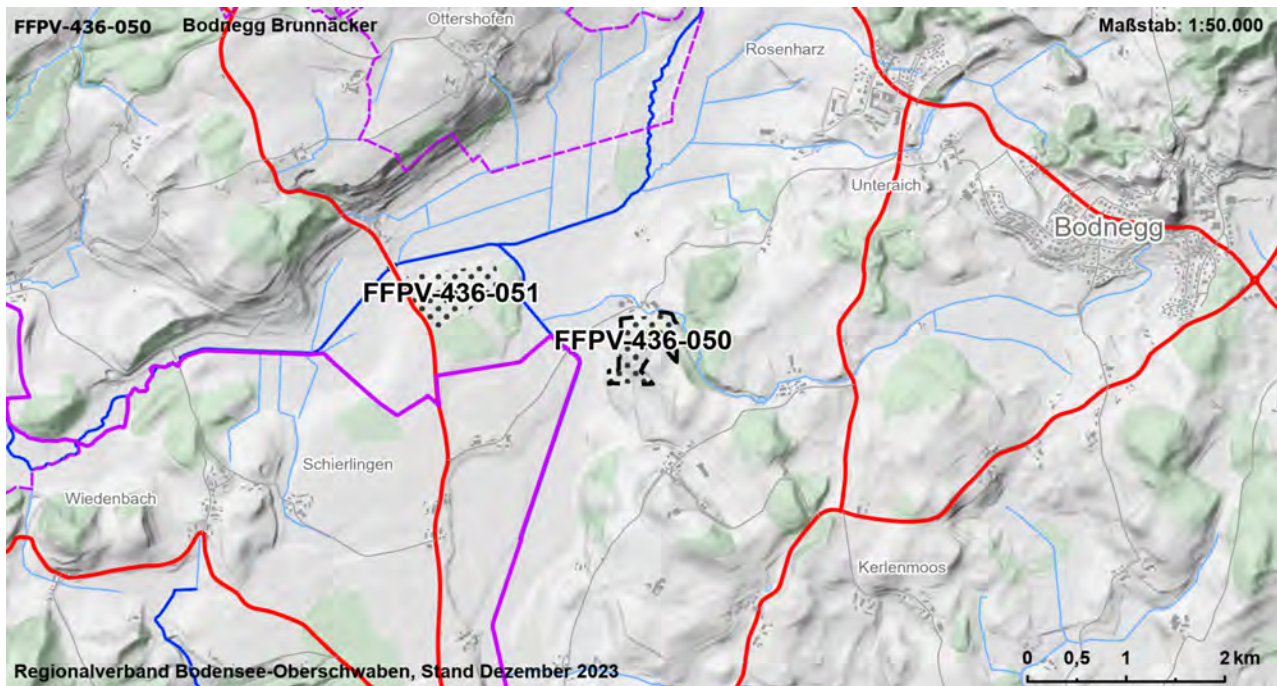 FFPV-436-050 Bodnegg Brunnäcker
Maßstab: 1:50.000
Ottershofen
Rosenharz
Unteraich
Bodnegg
FFPV-436-051
FFPV-436-050
Schierlingen
Wiedenbach
Kerlenmoos
Regionalverband Bodensee-Oberschwaben, Stand Dezember 2023
0 0,5 1 2 km